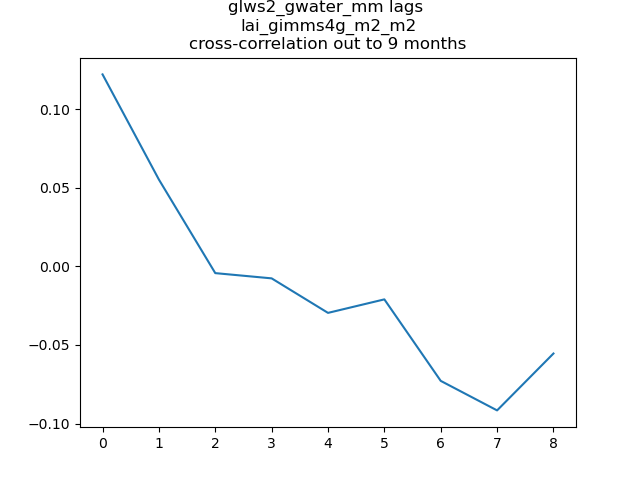 glws2_gwater_mm lags
lai_gimms4g_m2_m2
cross-correlation out to 9 months
0.10
0.05
0.00
−0.05
−0.10
0 1 2 3 4 5 6 7 8